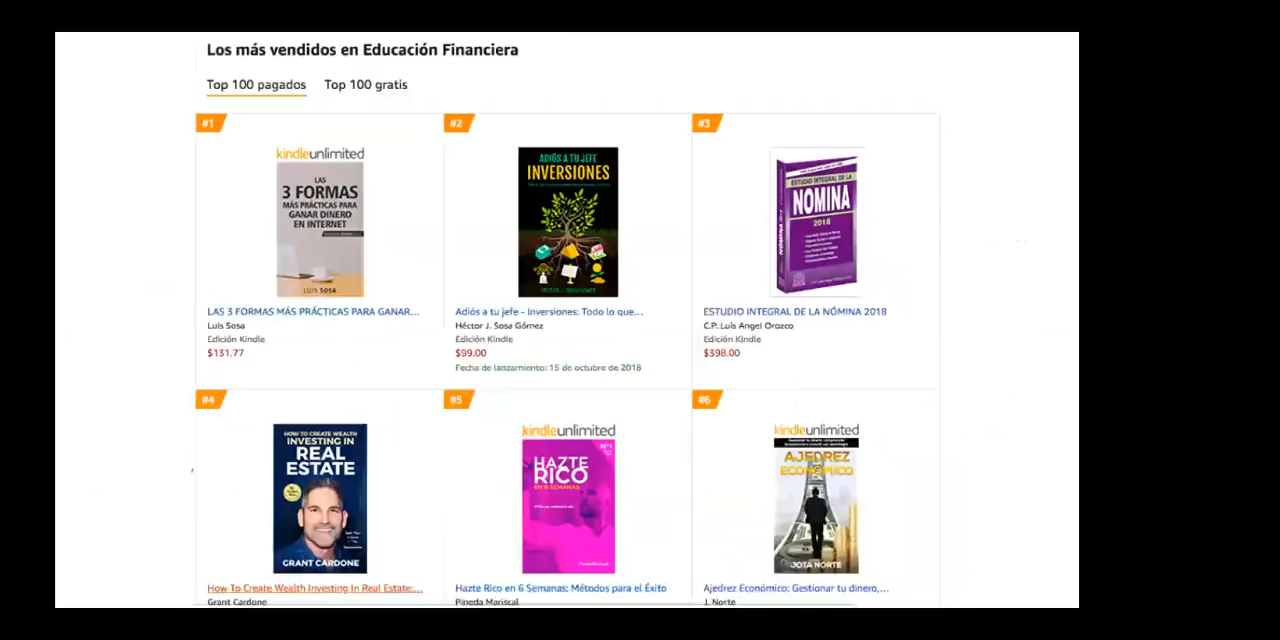 Los más vendidos en Educación Financiera
Top 100 pagados Top 100 gratis
#1 #2 #3
kindleunlimited
LAS
3 FORMAS
MÁS PRÁCTICAS PARA
GANAR DINERO
EN INTERNET
LUIS SOSA
ADIÓS A TU JEFE
INVERSIONES
ESTUDIO INTEGRAL DE LA
NOMINA
2018
LAS 3 FORMAS MÁS PRÁCTICAS PARA GANAR...
Luis Sosa
Edición Kindle
$131.77
Adiós a tu jefe - Inversiones: Todo lo que...
Héctor J. Sosa Gómez
Edición Kindle
$99.00
Fecha de lanzamiento: 15 de octubre de 2018
ESTUDIO INTEGRAL DE LA NÓMINA 2018
C.P. Luis Angel Orozco
Edición Kindle
$398.00
#4 #5 #6
HOW TO CREATE WEALTH
INVESTING IN
REAL
ESTATE
GRANT CARDONE
kindleunlimited
Nº1
HAZTE
RICO
EN 6 SEMANAS
kindleunlimited
AJEDREZ
ECONÓMICO
JOTA NORTE
How To Create Wealth Investing In Real Estate:...
Grant Cardone
Hazte Rico en 6 Semanas: Métodos para el Éxito
Pineda Mariscal
Ajedrez Económico: Gestionar tu dinero,...
J. Norte